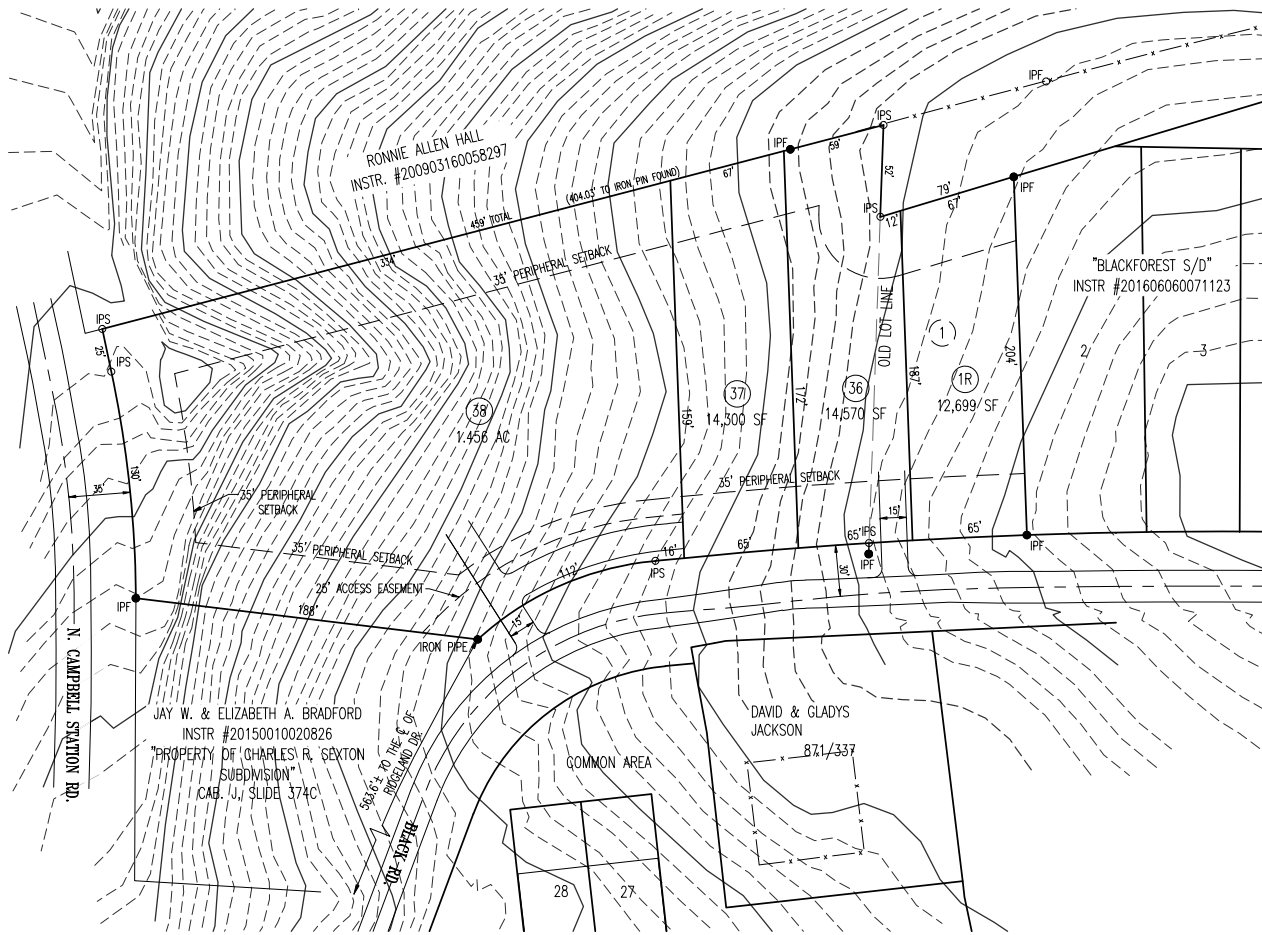 RONNIE ALLEN HALL
INSTR. #200903160058297
IPF
IPS
IPF
59'
(404.03' TO IRON PIN FOUND)
67'
52'
459' TOTAL
334'
IPS
12'
79'
67'
IPF
35' PERIPHERAL SETBACK
"BLACKFOREST S/D"
INSTR #201606060071123
OLD LOT LINE
IPS
25'
IPS
1
204'
2
3
187'
172'
159'
37
14,300 SF
36
14,570 SF
1R
12,699 SF
38
1.456 AC
130'
35'
35' PERIPHERAL
SETBACK
35' PERIPHERAL SETBACK
15'
35' PERIPHERAL SETBACK
25' ACCESS EASEMENT
112'
16'
IPS
65'
65'
IPS
IPF
65'
IPF
30'
IPF
188'
15'
IRON PIPE
N. CAMPBELL STATION RD.
JAY W. & ELIZABETH A. BRADFORD
INSTR #20150010020826
"PROPERTY OF CHARLES R. SEXTON
SUBDIVISION"
CAB. J, SLIDE 374C
563.6'± TO THE ℄ OF
RIDGELAND DR.
BLACK RD.
COMMON AREA
DAVID & GLADYS
JACKSON
871/337
28
27